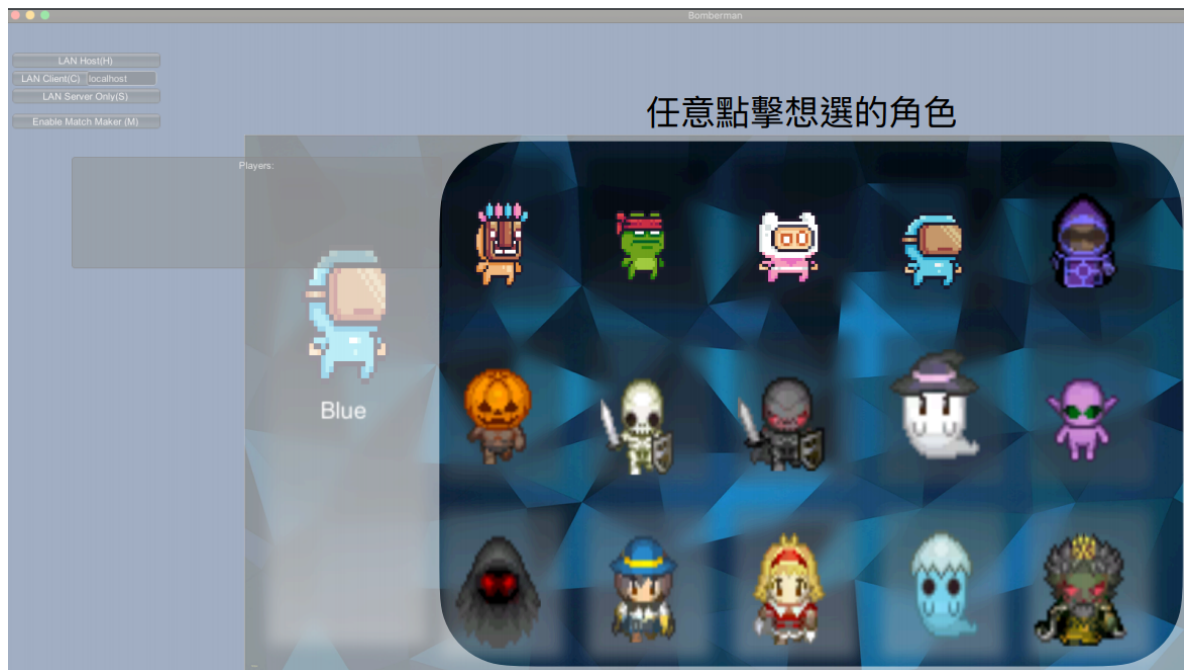 Bomberman
LAN Host(H)
LAN Client(C) localhost
LAN Server Only(S)
Enable Match Maker (M)
任意點擊想選的角色
Players:
Blue